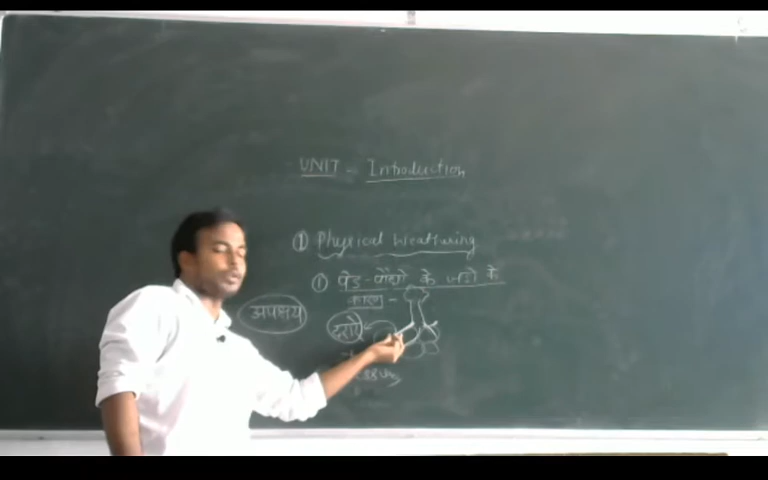 UNIT - Introduction
① Physical weathering
① पेड़-पौधो के जड़ो के
कारण -
अपक्षय